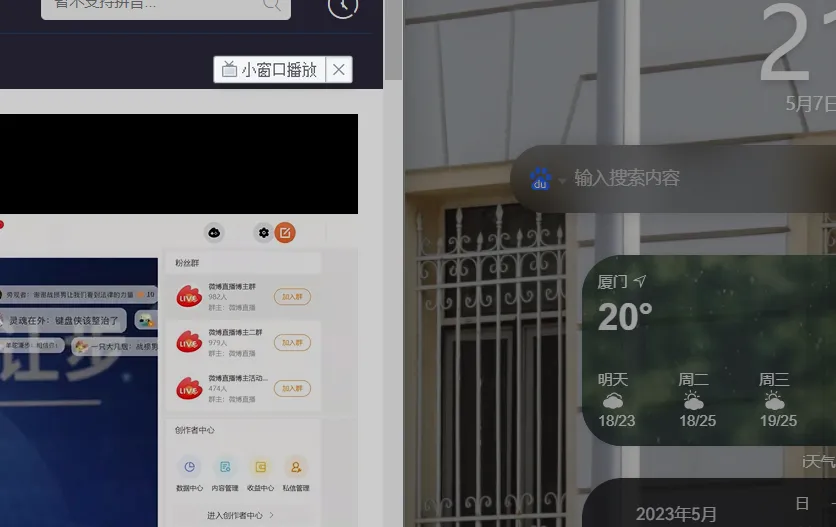 暂不支持拼音...
小窗口播放
粉丝群
微博直播博主群
982人
群主：微博直播
加入群
微博直播博主二群
979人
群主：微博直播
加入群
微博直播博主活动...
474人
群主：微博直播
加入群
LIVE
LIVE
LIVE
灵魂在外：键盘侠该整治了
让步
创作者中心
数据中心
内容管理
收益中心
私信管理
进入创作者中心
21
5月7日
du
输入搜索内容
厦门
20°
明天
周二
周三
18/23
18/25
19/25
i天气
2023年5月
日